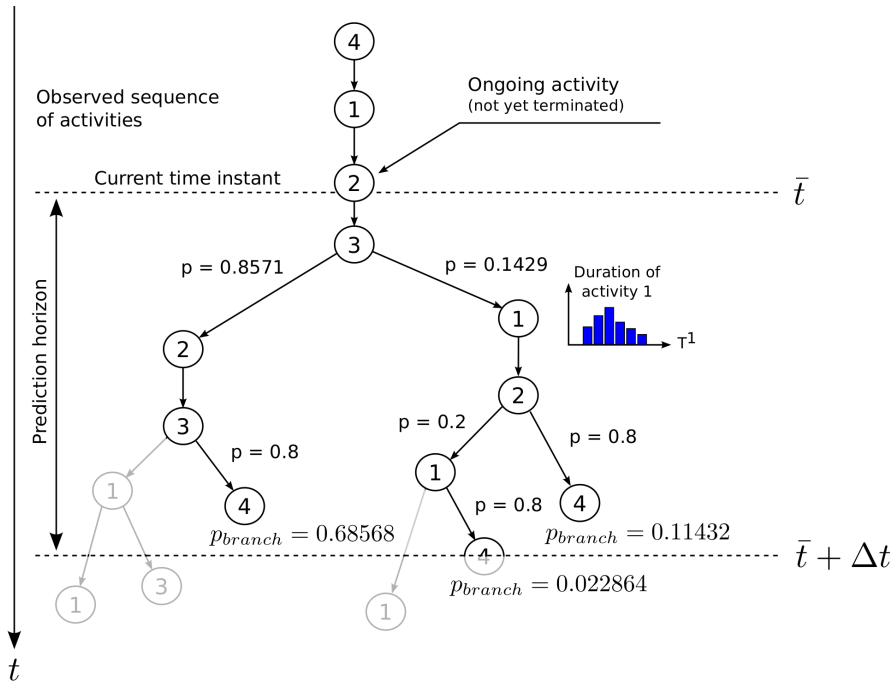 4
Ongoing activity
(not yet terminated)
Observed sequence
of activities
1
Current time instant
2
t̄
3
p = 0.8571
p = 0.1429
Duration of
activity 1
1
T¹
2
Prediction horizon
2
3
p = 0.2
p = 0.8
p = 0.8
1
1
4
p = 0.8
4
p_branch = 0.68568
p_branch = 0.11432
4
t̄ + Δt
p_branch = 0.022864
1
3
1
t